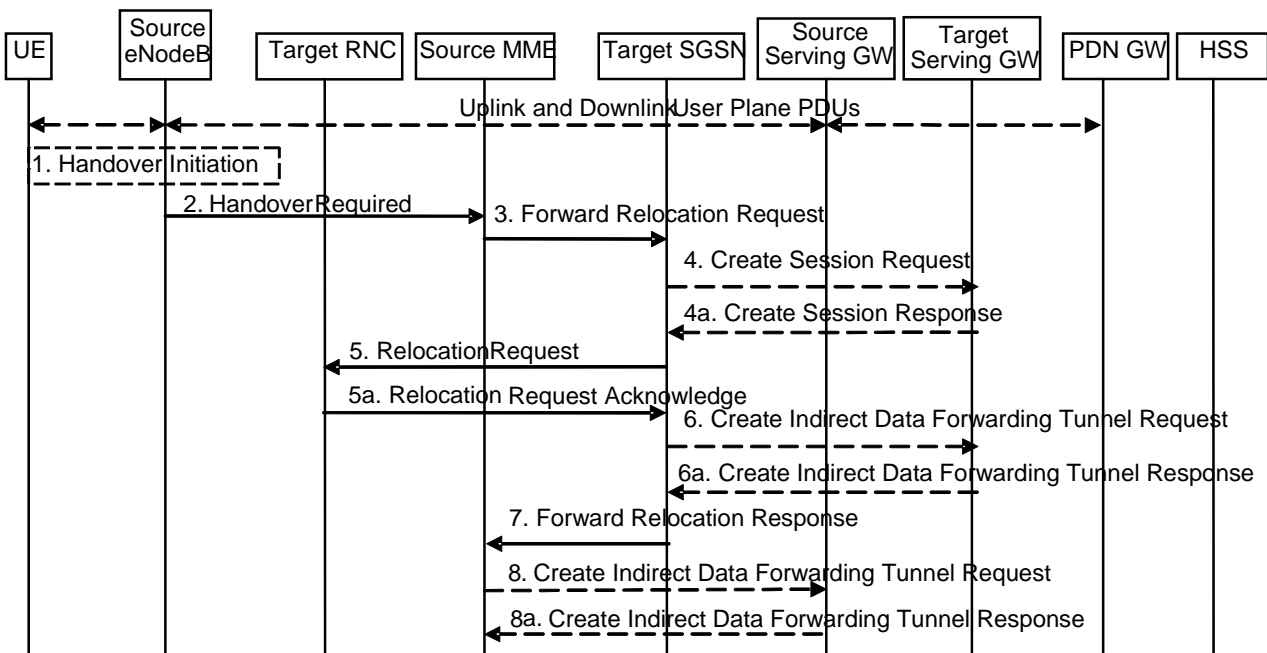 UE
Source eNodeB
Target RNC
Source MME
Target SGSN
Source Serving GW
Target Serving GW
PDN GW
HSS
Uplink and Downlink User Plane PDUs
1. Handover Initiation
2. Handover Required
3. Forward Relocation Request
4. Create Session Request
4a. Create Session Response
5. Relocation Request
5a. Relocation Request Acknowledge
6. Create Indirect Data Forwarding Tunnel Request
6a. Create Indirect Data Forwarding Tunnel Response
7. Forward Relocation Response
8. Create Indirect Data Forwarding Tunnel Request
8a. Create Indirect Data Forwarding Tunnel Response